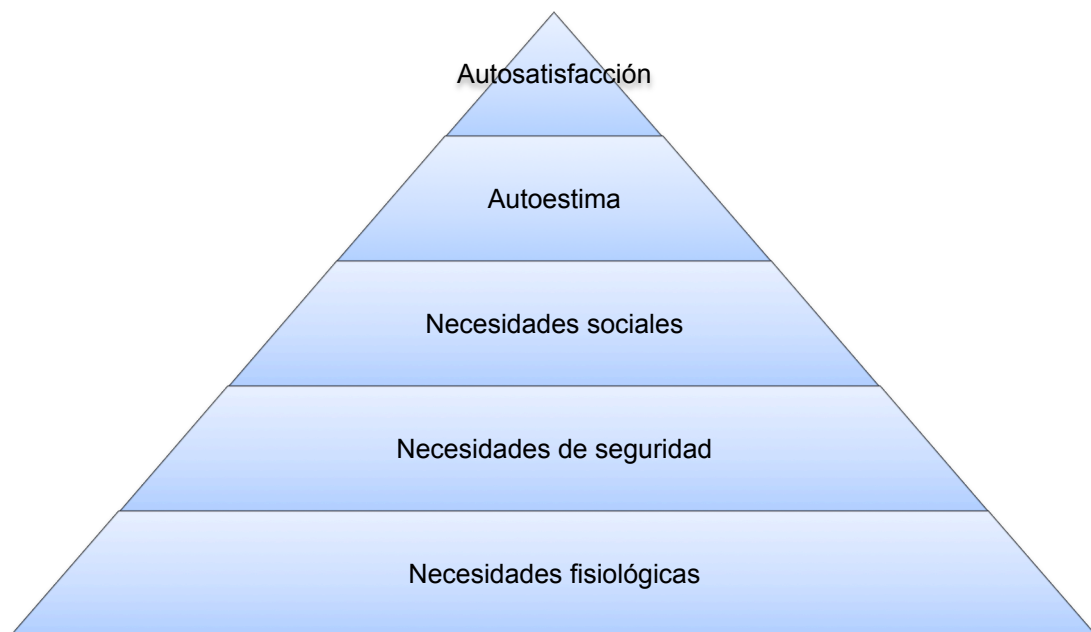 Autosatisfacción
Autoestima
Necesidades sociales
Necesidades de seguridad
Necesidades fisiológicas